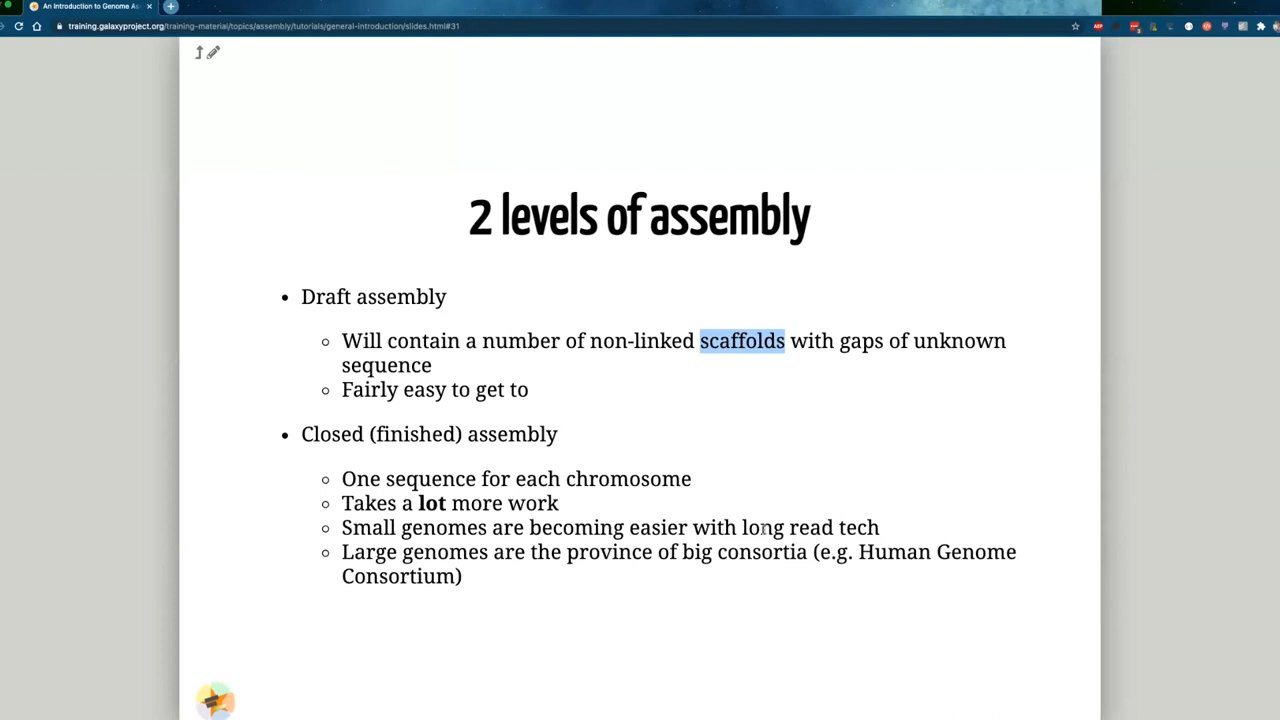 An Introduction to Genome As
training.galaxyproject.org/training-material/topics/assembly/tutorials/general-introduction/slides.html#31
2 levels of assembly
• Draft assembly
◦ Will contain a number of non-linked scaffolds with gaps of unknown
sequence
◦ Fairly easy to get to
• Closed (finished) assembly
◦ One sequence for each chromosome
◦ Takes a lot more work
◦ Small genomes are becoming easier with long read tech
◦ Large genomes are the province of big consortia (e.g. Human Genome
Consortium)